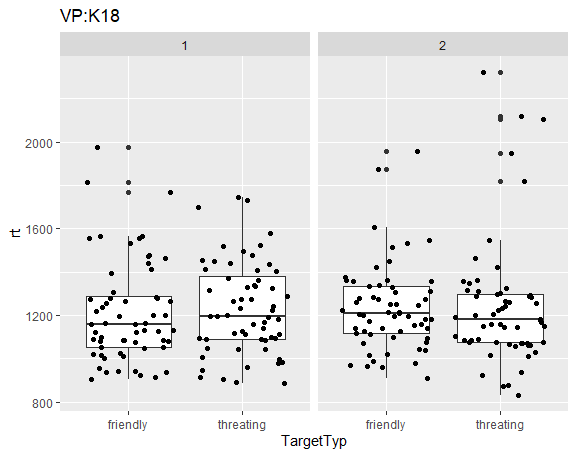 VP:K18
1
2
2000
1600
1200
800
rt
friendly
threating
friendly
threating
TargetTyp